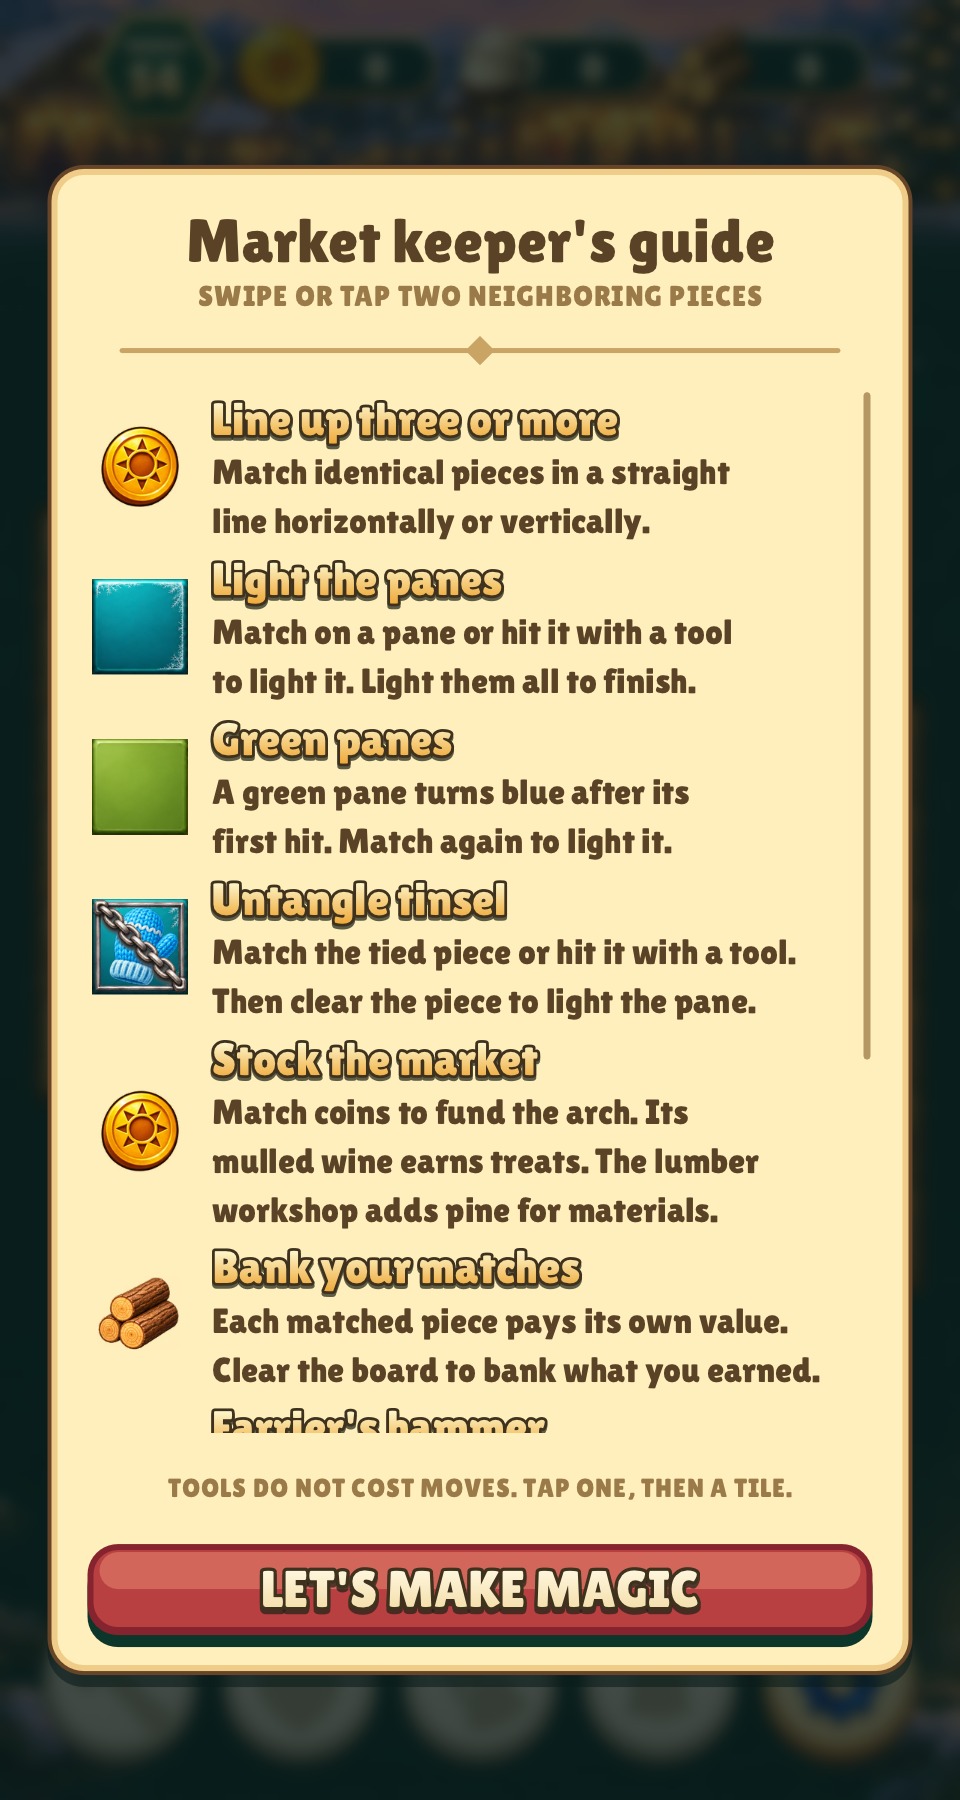 Market keeper's guide
SWIPE OR TAP TWO NEIGHBORING PIECES
Line up three or more
Match identical pieces in a straight
line horizontally or vertically.
Light the panes
Match on a pane or hit it with a tool
to light it. Light them all to finish.
Green panes
A green pane turns blue after its
first hit. Match again to light it.
Untangle tinsel
Match the tied piece or hit it with a tool.
Then clear the piece to light the pane.
Stock the market
Match coins to fund the arch. Its
mulled wine earns treats. The lumber
workshop adds pine for materials.
Bank your matches
Each matched piece pays its own value.
Clear the board to bank what you earned.
Farrier's hammer
TOOLS DO NOT COST MOVES. TAP ONE, THEN A TILE.
LET'S MAKE MAGIC